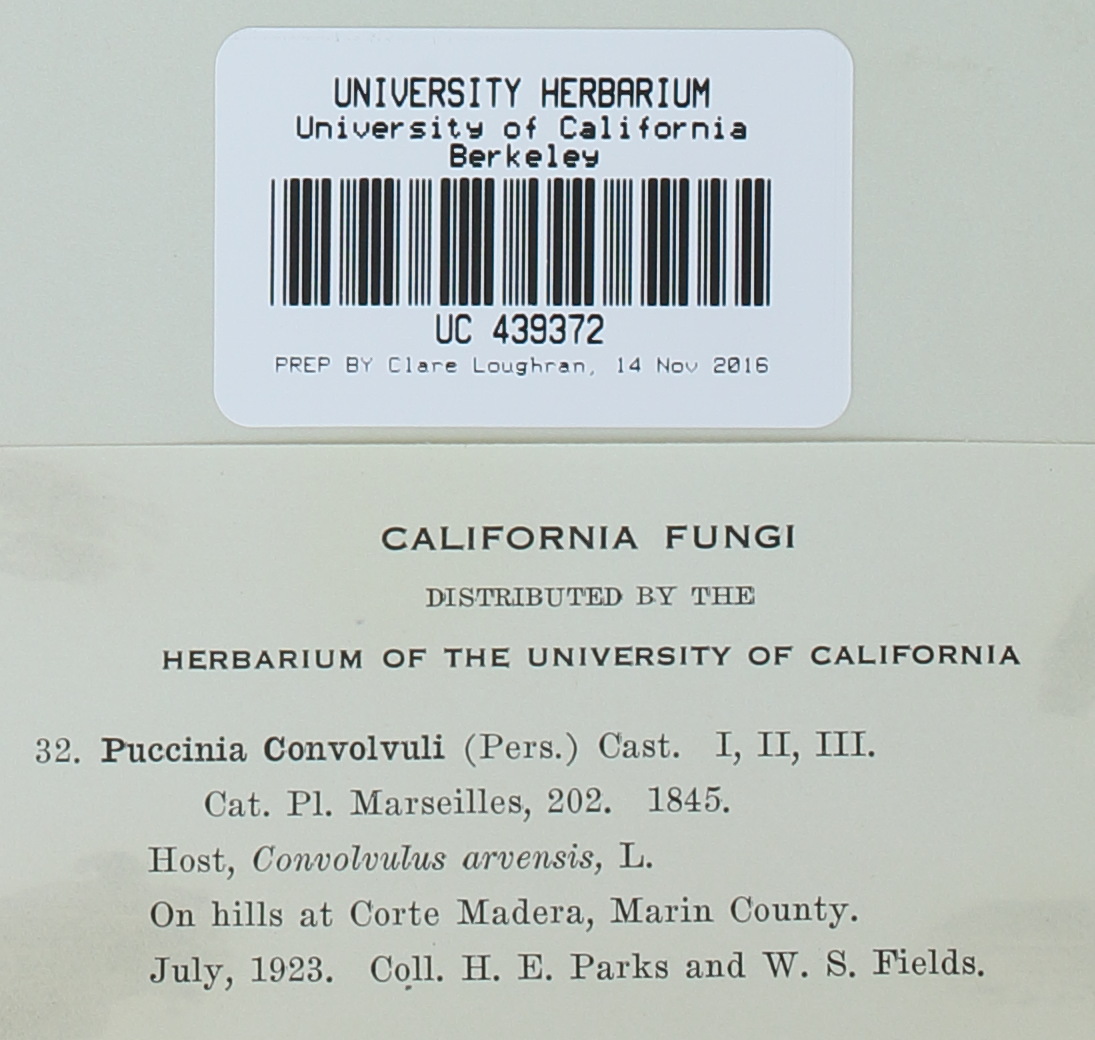 UNIVERSITY HERBARIUM
University of California
Berkeley
UC 439372
PREP BY Clare Loughran, 14 Nov 2016
CALIFORNIA FUNGI
DISTRIBUTED BY THE
HERBARIUM OF THE UNIVERSITY OF CALIFORNIA
32. Puccinia Convolvuli (Pers.) Cast. I, II, III.
Cat. Pl. Marseilles, 202. 1845.
Host, Convolvulus arvensis, L.
On hills at Corte Madera, Marin County.
July, 1923. Coll. H. E. Parks and W. S. Fields.